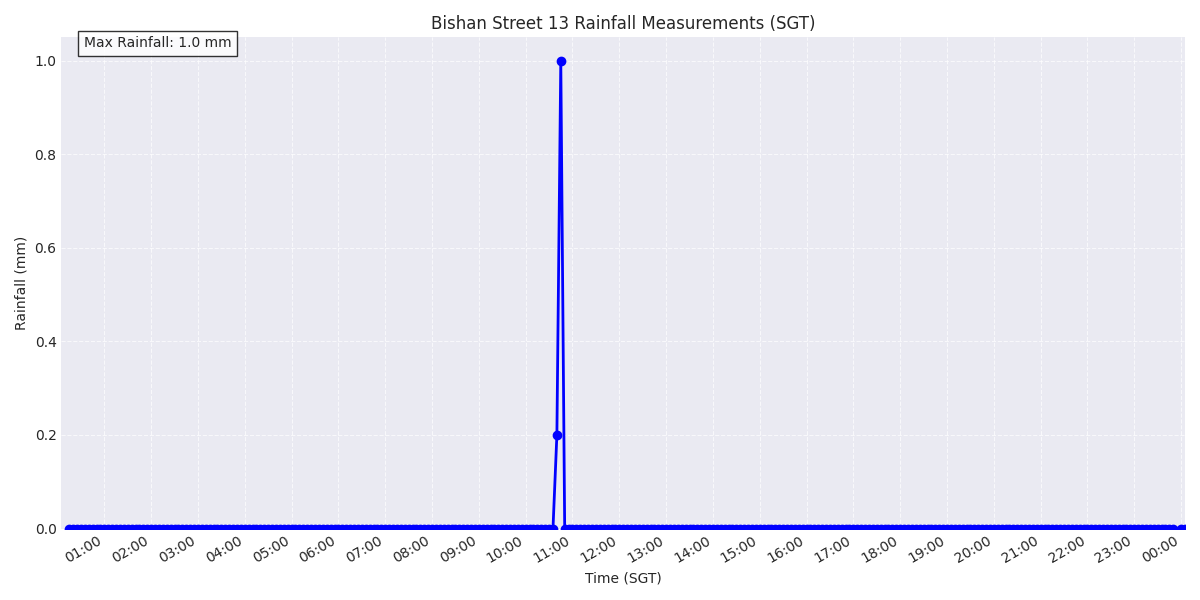 Bishan Street 13 Rainfall Measurements (SGT)
Max Rainfall: 1.0 mm
1.0
0.8
0.6
0.4
0.2
0.0
Rainfall (mm)
01:00 02:00 03:00 04:00 05:00 06:00 07:00 08:00 09:00 10:00 11:00 12:00 13:00 14:00 15:00 16:00 17:00 18:00 19:00 20:00 21:00 22:00 23:00 00:00
Time (SGT)